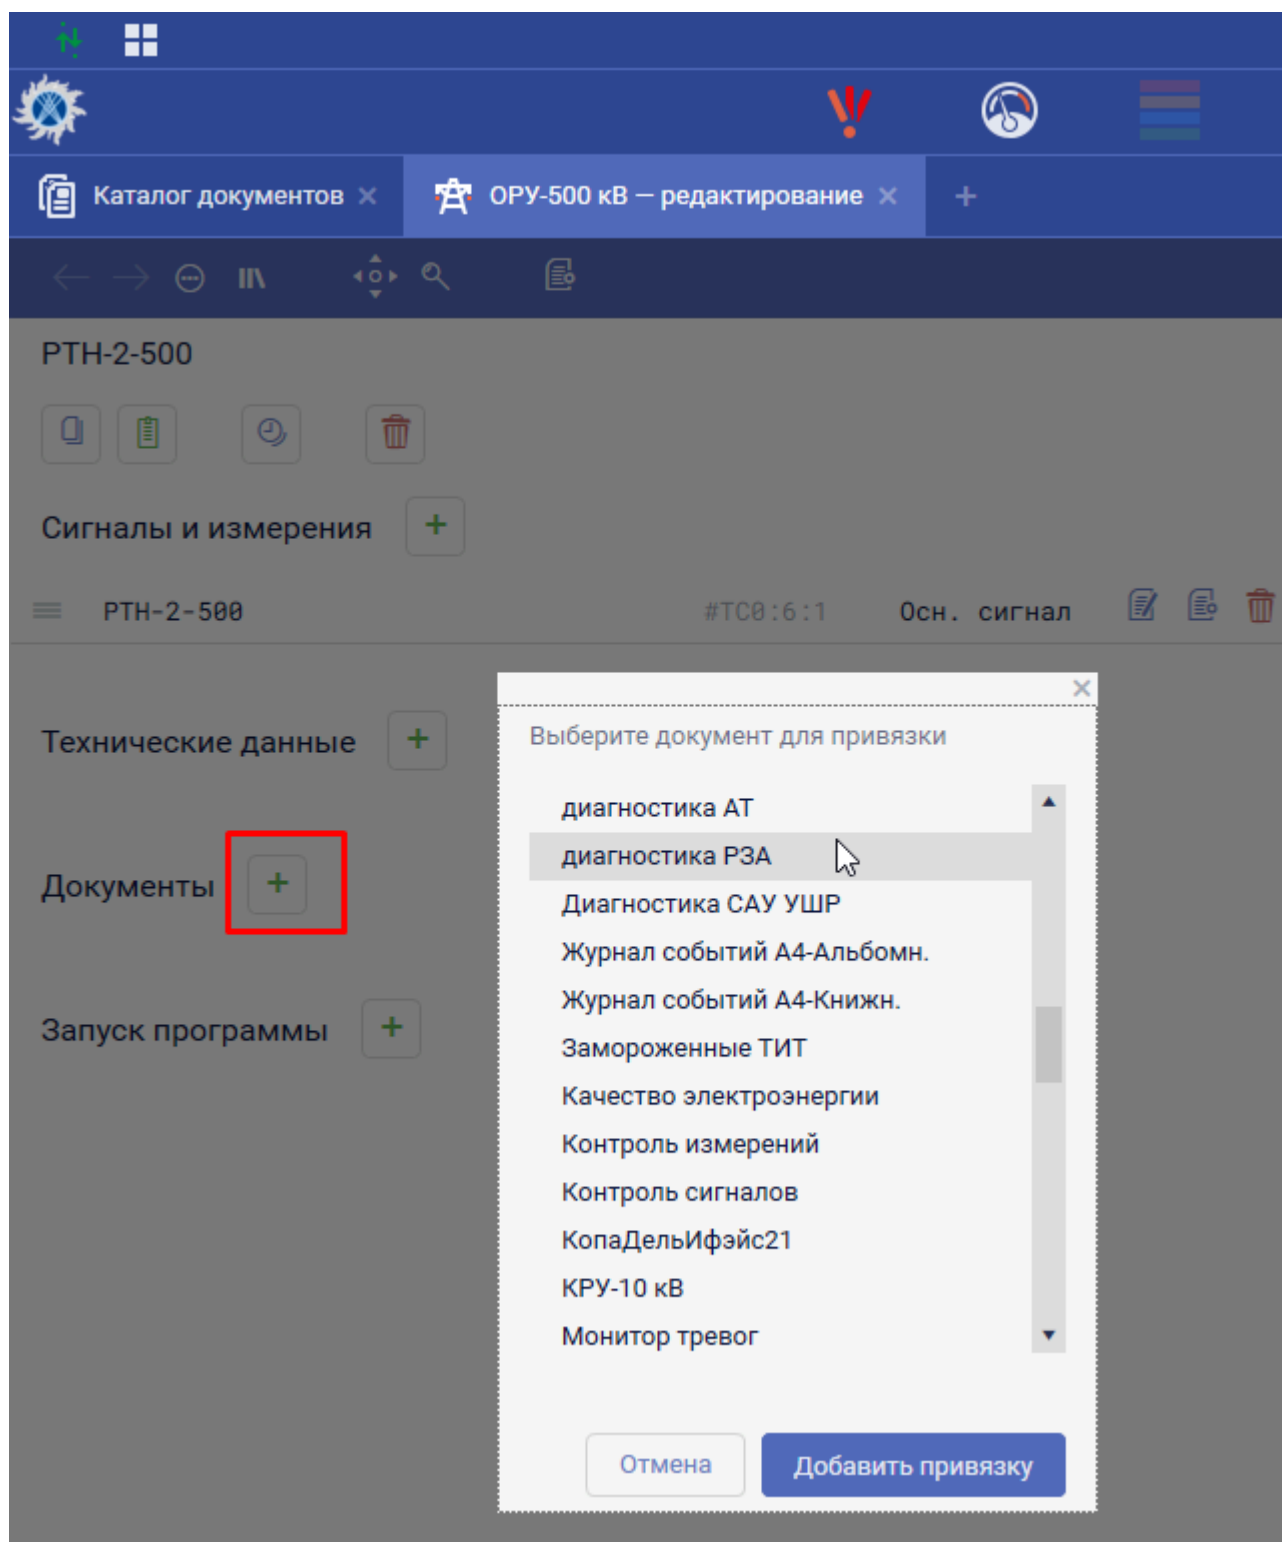 Каталог документов
ОРУ-500 кВ — редактирование
РТН-2-500
Сигналы и измерения
РТН-2-500 #ТС0:6:1 Осн. сигнал
Технические данные
Документы
Запуск программы
Выберите документ для привязки
диагностика АТ
диагностика РЗА
Диагностика САУ УШР
Журнал событий А4-Альбомн.
Журнал событий А4-Книжн.
Замороженные ТИТ
Качество электроэнергии
Контроль измерений
Контроль сигналов
КопаДельИфэйс21
КРУ-10 кВ
Монитор тревог
Отмена Добавить привязку